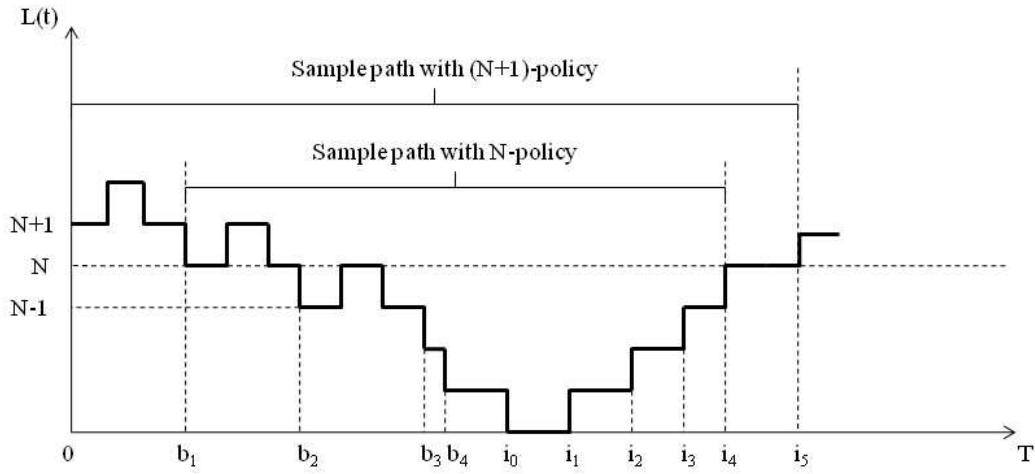 L(t)
Sample path with (N+1)-policy
Sample path with N-policy
N+1
N
N-1
0 b₁ b₂ b₃ b₄ i₀ i₁ i₂ i₃ i₄ i₅ T